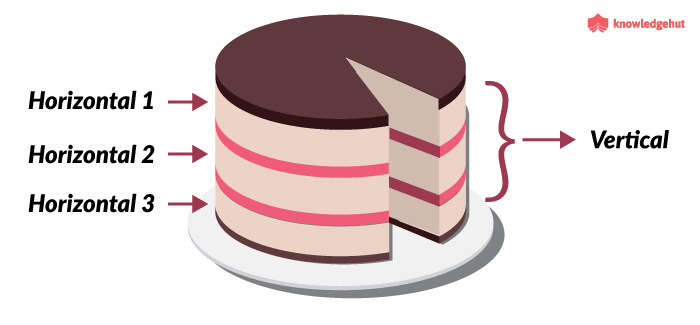 knowledgehut
Horizontal 1
Horizontal 2
Horizontal 3
Vertical